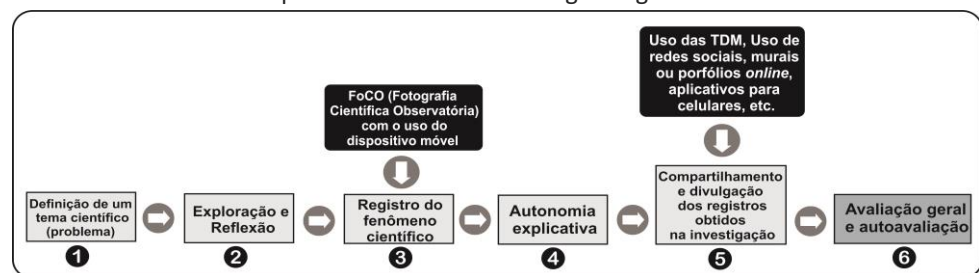 Uso das TDM, Uso de
redes sociais, murais
ou porfólios online,
aplicativos para
celulares, etc.
FoCO (Fotografia
Científica Observatória)
com o uso do
dispositivo móvel
Definição de um
tema científico
(problema)
1
Exploração e
Reflexão
2
Registro do
fenômeno
científico
3
Autonomia
explicativa
4
Compartilhamento
e divulgação
dos registros
obtidos
na investigação
5
Avaliação geral
e autoavaliação
6